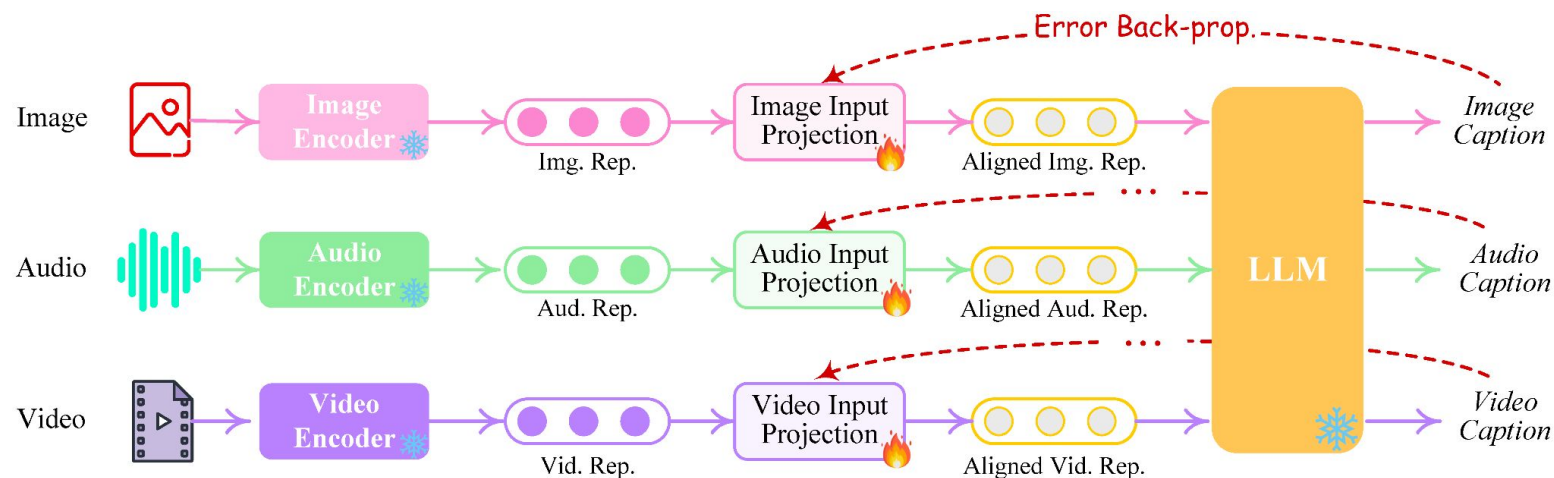 Error Back-prop.
Image
Image
Encoder
Img. Rep.
Image Input
Projection
Aligned Img. Rep.
Image
Caption
...
Audio
Audio
Encoder
Aud. Rep.
Audio Input
Projection
Aligned Aud. Rep.
LLM
Audio
Caption
...
Video
Video
Encoder
Vid. Rep.
Video Input
Projection
Aligned Vid. Rep.
Video
Caption